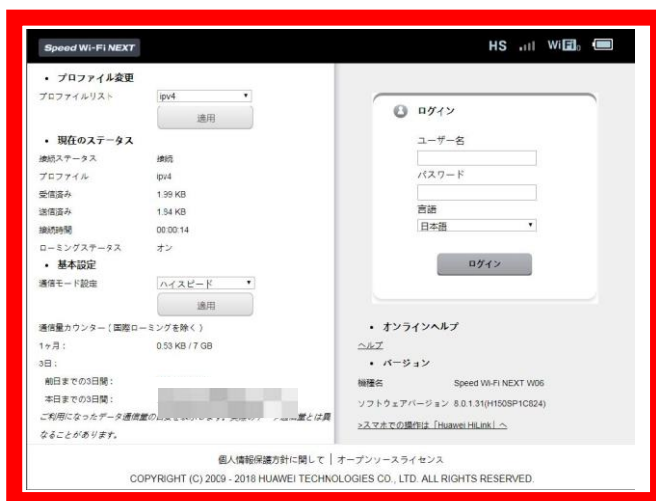 Speed Wi-Fi NEXT
HS WiFi
• プロファイル変更
プロファイルリスト ipv4
適用
• 現在のステータス
接続ステータス 接続
プロファイル ipv4
受信済み 1.99 KB
送信済み 1.94 KB
接続時間 00:00:14
ローミングステータス オン
• 基本設定
通信モード設定 ハイスピード
適用
通信量カウンター ( 国際ローミングを除く )
1ヶ月： 0.53 KB / 7 GB
3日：
前日までの3日間：
本日までの3日間：
ご利用になったデータ通信量の
とは異
なることがあります。
ログイン
ユーザー名
パスワード
言語
日本語
ログイン
• オンラインヘルプ
ヘルプ
• バージョン
機種名 Speed Wi-Fi NEXT W06
ソフトウェアバージョン 8.0.1.31(H150SP1C824)
>スマホでの操作は「Huawei HiLink」へ
個人情報保護方針に関して | オープンソースライセンス
COPYRIGHT (C) 2009 - 2018 HUAWEI TECHNOLOGIES CO., LTD. ALL RIGHTS RESERVED.